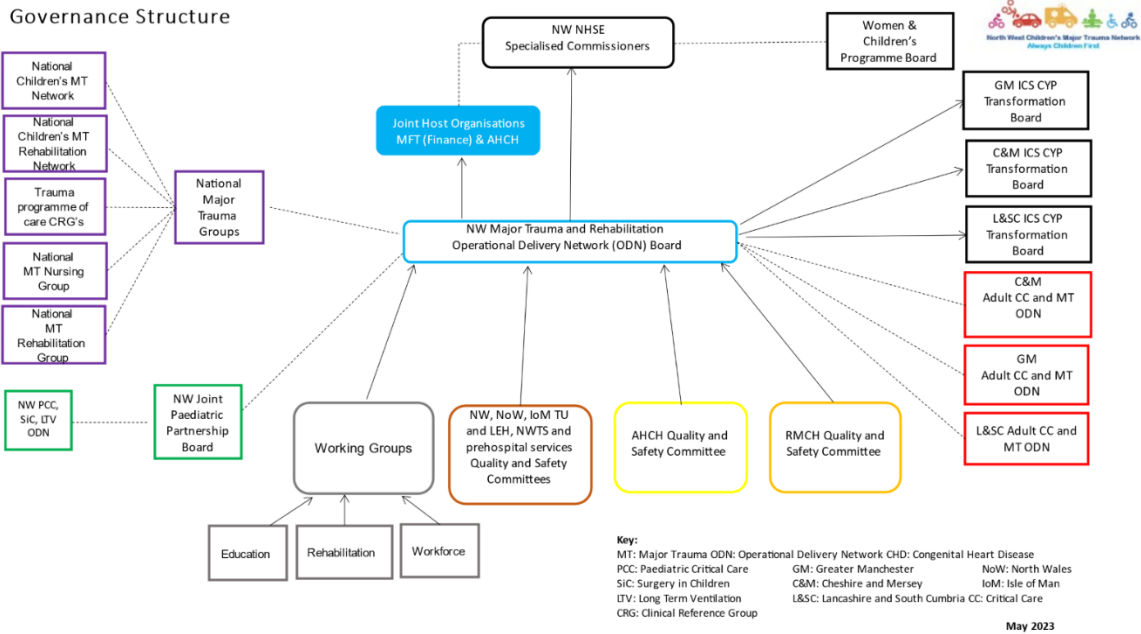 Governance Structure
NW NHSE
Specialised Commissioners
Women &
Children's
Programme Board
North West Children's Major Trauma Network
Always Children First
National
Children's MT
Network
National
Children's MT
Rehabilitation
Network
Trauma
programme of
care CRG's
National
MT Nursing
Group
National
MT
Rehabilitation
Group
National
Major
Trauma
Groups
Joint Host Organisations
MFT (Finance) & AHCH
NW Major Trauma and Rehabilitation
Operational Delivery Network (ODN) Board
GM ICS CYP
Transformation
Board
C&M ICS CYP
Transformation
Board
L&SC ICS CYP
Transformation
Board
C&M
Adult CC and MT
ODN
GM
Adult CC and MT
ODN
L&SC Adult CC and
MT ODN
NW PCC,
SiC, LTV
ODN
NW Joint
Paediatric
Partnership
Board
Working Groups
NW, NoW, IoM TU
and LEH, NWTS and
prehospital services
Quality and Safety
Committees
AHCH Quality and
Safety Committee
RMCH Quality and
Safety Committee
Education
Rehabilitation
Workforce
Key:
MT: Major Trauma ODN: Operational Delivery Network CHD: Congenital Heart Disease
PCC: Paediatric Critical Care GM: Greater Manchester NoW: North Wales
SiC: Surgery in Children C&M: Cheshire and Mersey IoM: Isle of Man
LTV: Long Term Ventilation L&SC: Lancashire and South Cumbria CC: Critical Care
CRG: Clinical Reference Group
May 2023